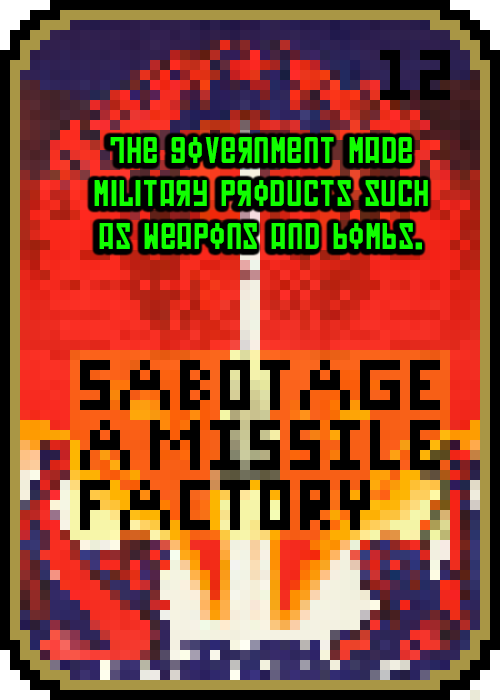 12
THE GOVERNMENT MADE
MILITARY PRODUCTS SUCH
AS WEAPONS AND BOMBS.
SABOTAGE
A MISSILE
FACTORY